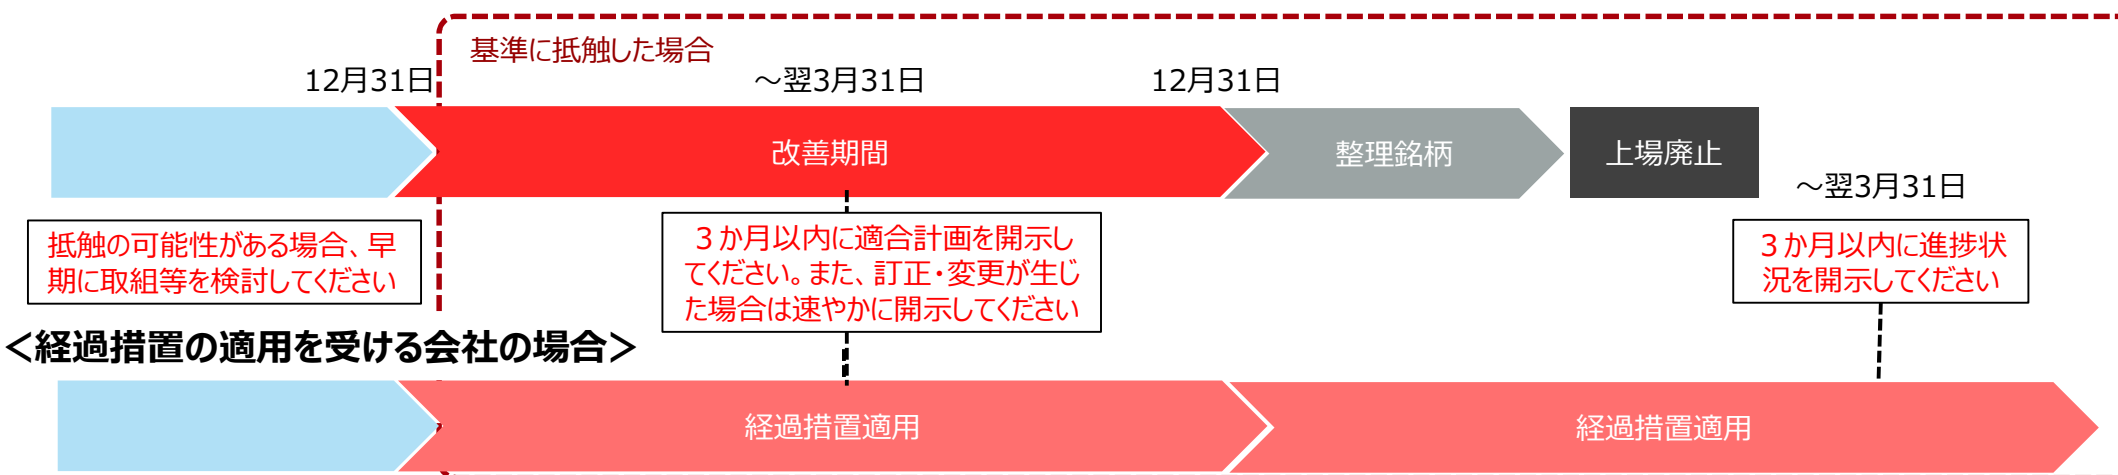 基準に抵触した場合
12月31日
～翌3月31日
12月31日
改善期間
整理銘柄
上場廃止
～翌3月31日
抵触の可能性がある場合、早
期に取組等を検討してください
３か月以内に適合計画を開示し
てください。また、訂正・変更が生じ
た場合は速やかに開示してください
３か月以内に進捗状
況を開示してください
＜経過措置の適用を受ける会社の場合＞
経過措置適用
経過措置適用